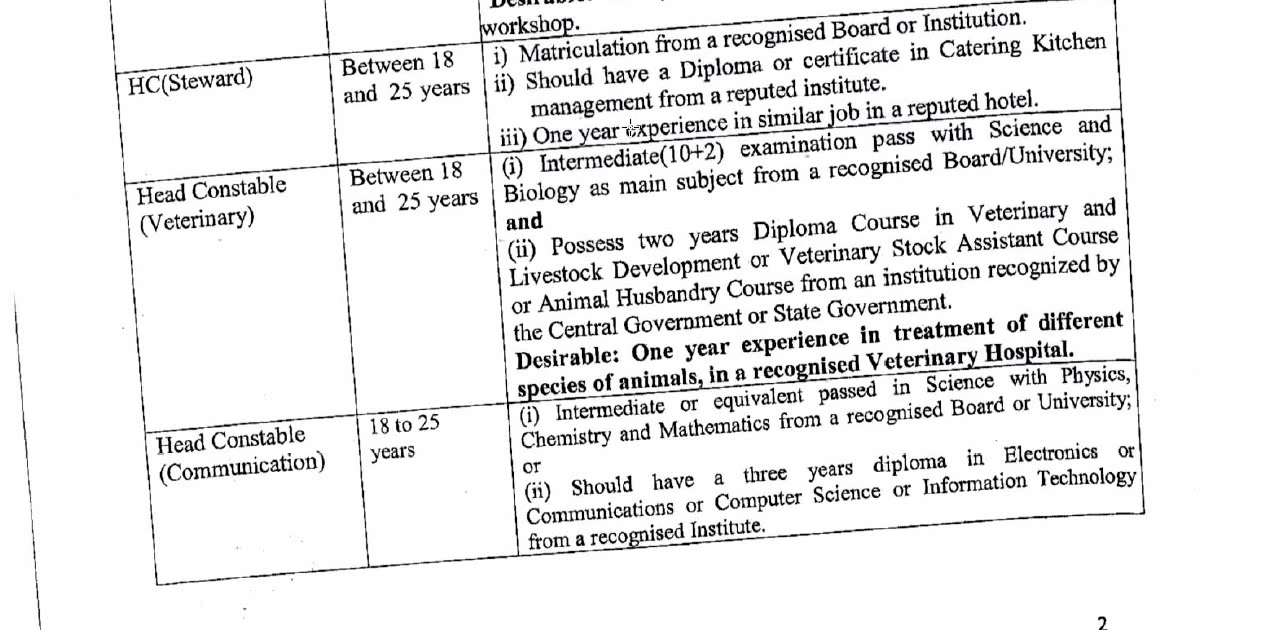 workshop.
HC(Steward)
Between 18
and 25 years
i) Matriculation from a recognised Board or Institution.
ii) Should have a Diploma or certificate in Catering Kitchen
management from a reputed institute.
iii) One year experience in similar job in a reputed hotel.
Head Constable
(Veterinary)
Between 18
and 25 years
(i) Intermediate(10+2) examination pass with Science and
Biology as main subject from a recognised Board/University;
and
(ii) Possess two years Diploma Course in Veterinary and
Livestock Development or Veterinary Stock Assistant Course
or Animal Husbandry Course from an institution recognized by
the Central Government or State Government.
Desirable: One year experience in treatment of different
species of animals, in a recognised Veterinary Hospital.
Head Constable
(Communication)
18 to 25
years
(i) Intermediate or equivalent passed in Science with Physics,
Chemistry and Mathematics from a recognised Board or University;
or
(ii) Should have a three years diploma in Electronics or
Communications or Computer Science or Information Technology
from a recognised Institute.
2